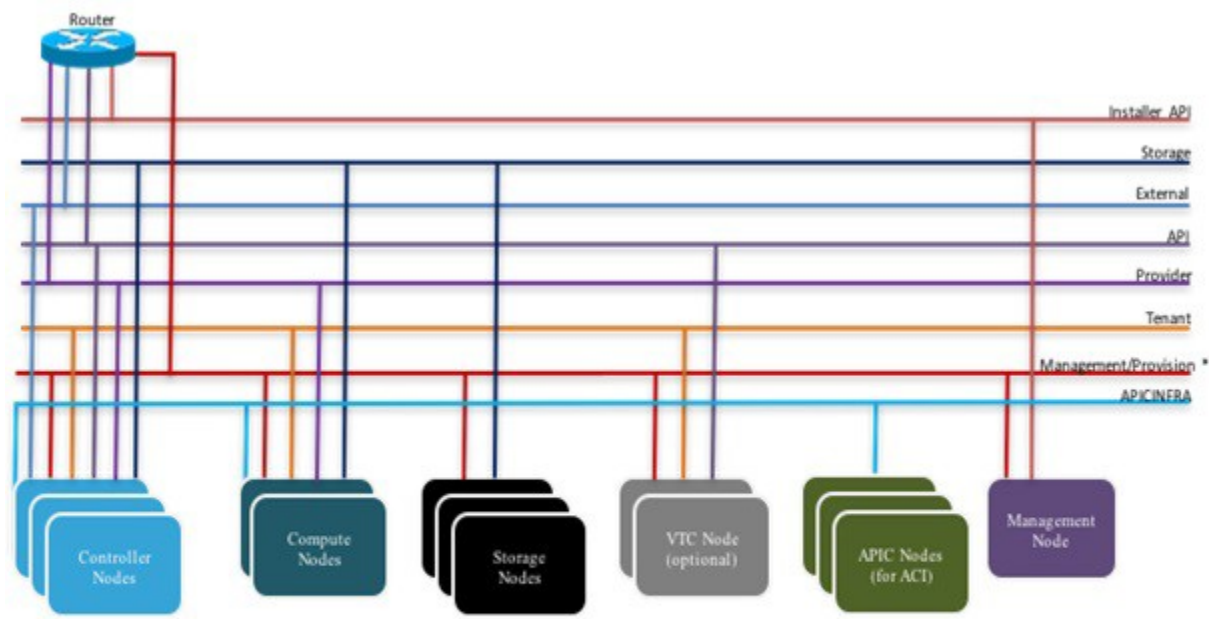 Router
Installer API
Storage
External
API
Provider
Tenant
Management/Provision *
APICINFRA
Controller
Nodes
Compute
Nodes
Storage
Nodes
VTC Node
(optional)
APIC Nodes
(for ACI)
Management
Node